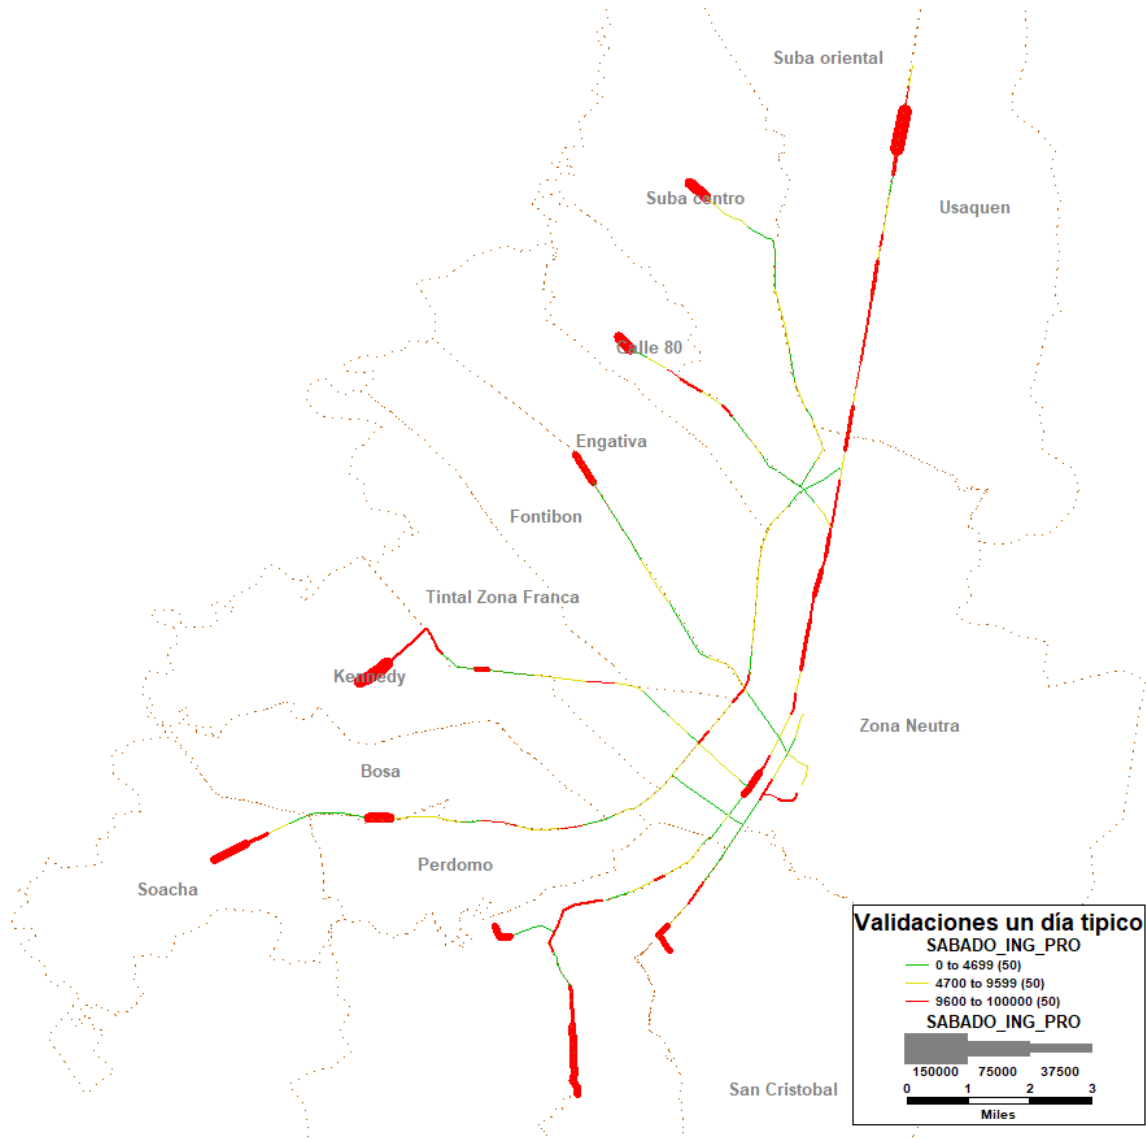 Suba oriental
Suba centro
Usaquen
Calle 80
Engativa
Fontibon
Tintal Zona Franca
Kennedy
Zona Neutra
Bosa
Perdomo
Soacha
San Cristobal
Validaciones un día tipico
SABADO_ING_PRO
0 to 4699 (50)
4700 to 9599 (50)
9600 to 100000 (50)
SABADO_ING_PRO
150000 75000 37500
0 1 2 3
Miles